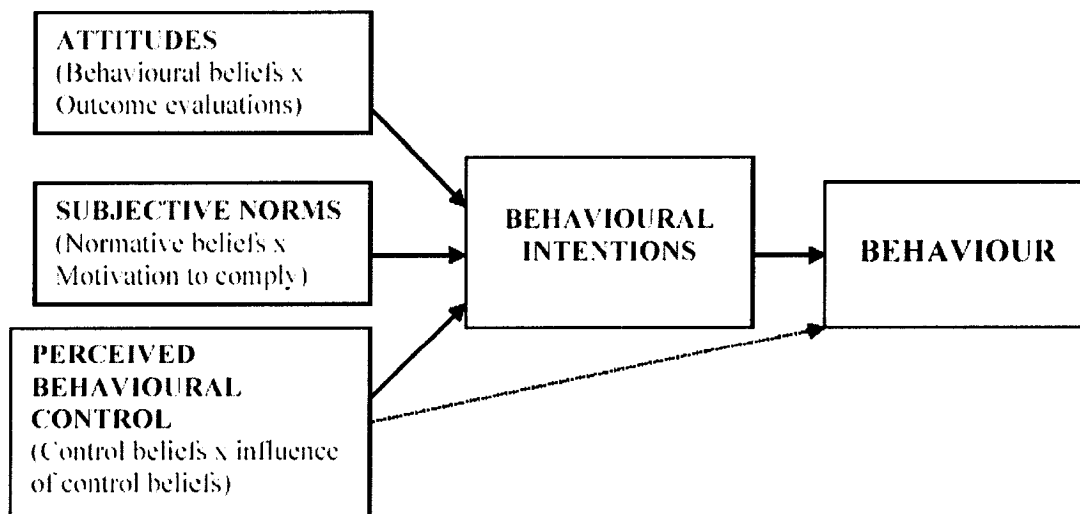 ATTITUDES
(Behavioural beliefs x
Outcome evaluations)
SUBJECTIVE NORMS
(Normative beliefs x
Motivation to comply)
PERCEIVED
BEHAVIOURAL
CONTROL
(Control beliefs x influence
of control beliefs)
BEHAVIOURAL
INTENTIONS
BEHAVIOUR